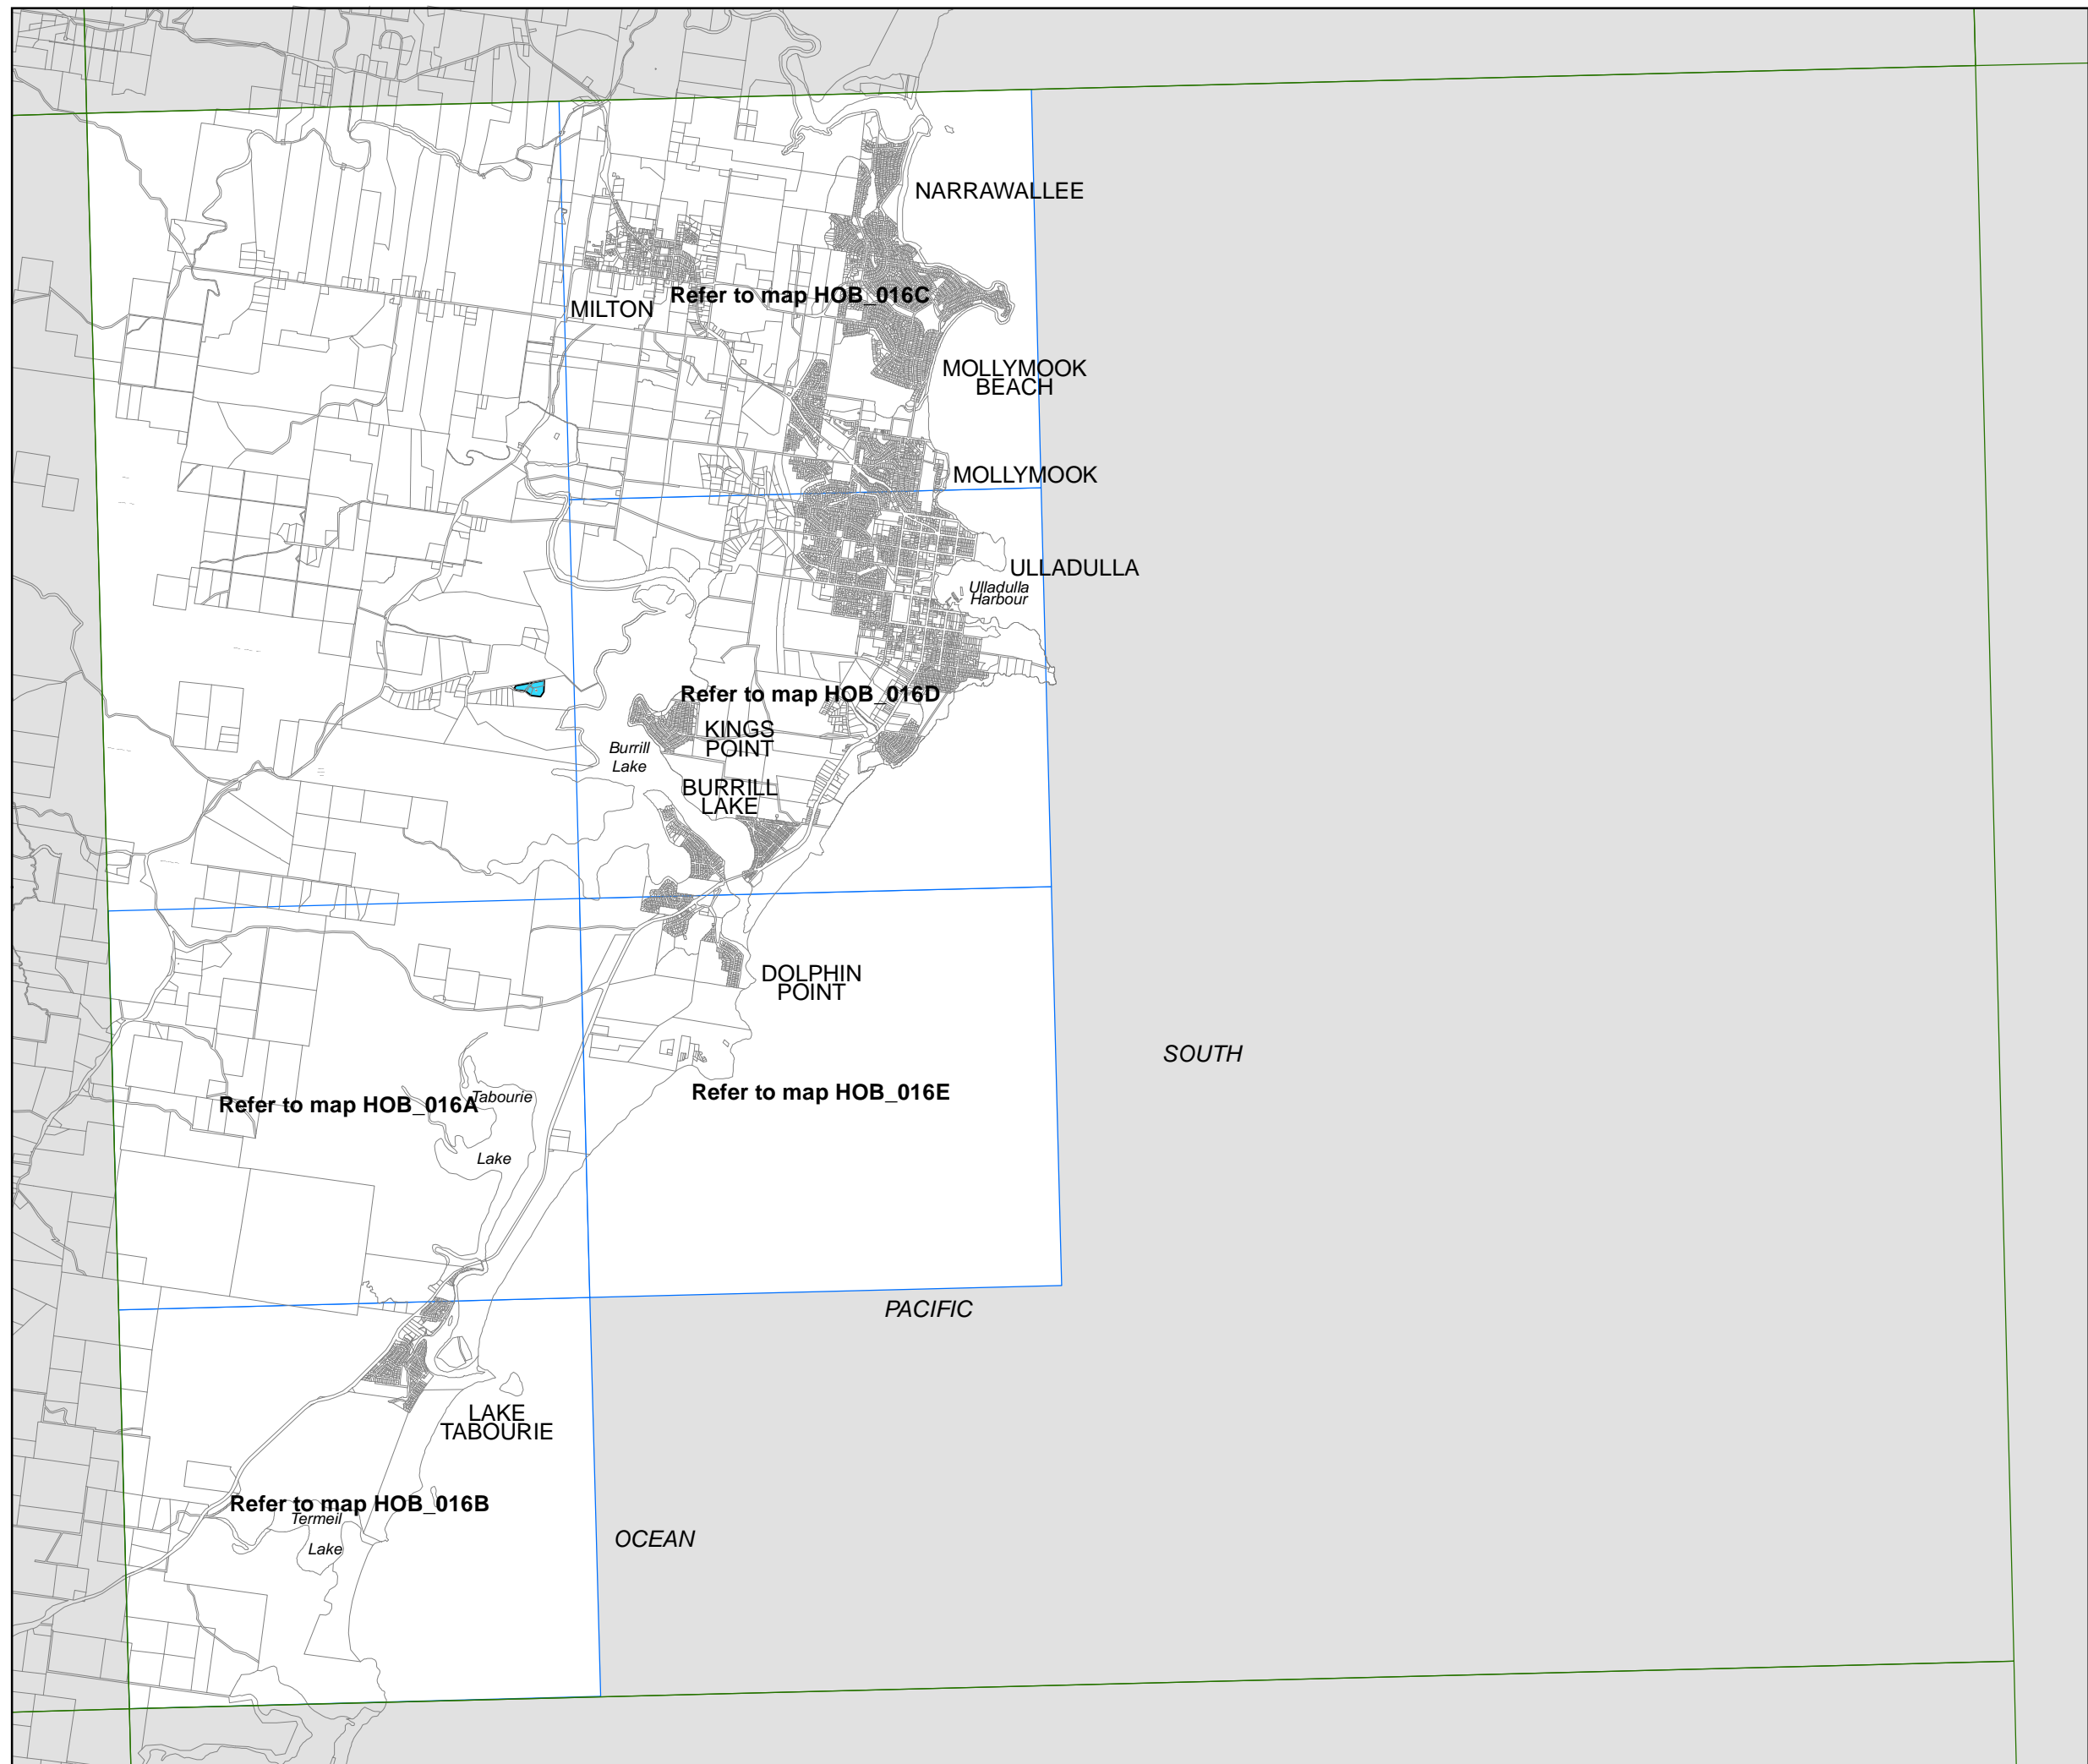 NARRAWALLEE
Refer to map HOB_016C
MILTON
MOLLYMOOK
BEACH
MOLLYMOOK
ULLADULLA
Ulladulla
Harbour
Refer to map HOB_016D
KINGS
POINT
Burrill
Lake
BURRILL
LAKE
DOLPHIN
POINT
SOUTH
Refer to map HOB_016E
Refer to map HOB_016A
Tabourie
Lake
PACIFIC
LAKE
TABOURIE
Refer to map HOB_016B
Termeil
Lake
OCEAN